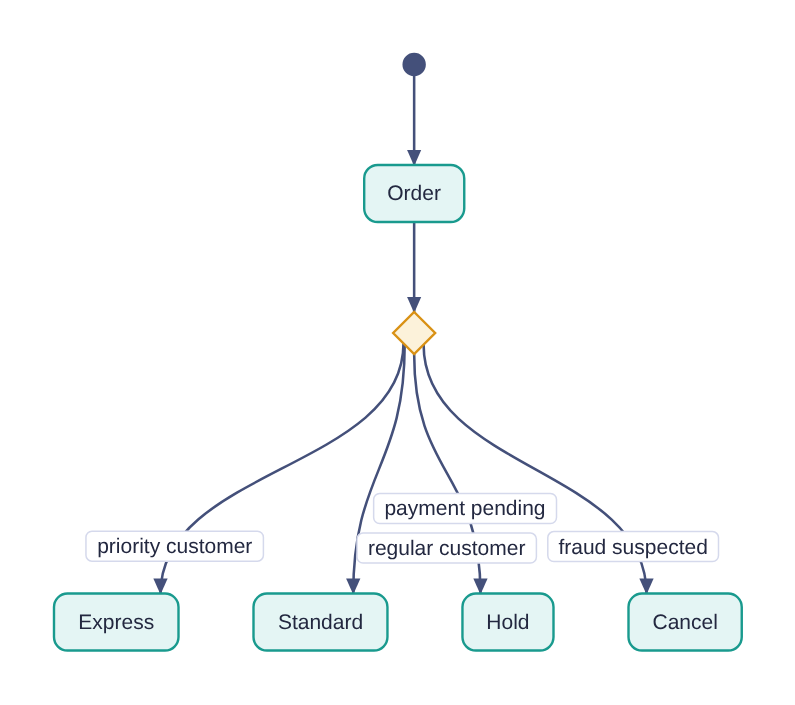 Order
payment pending
priority customer
regular customer
fraud suspected
Express
Standard
Hold
Cancel